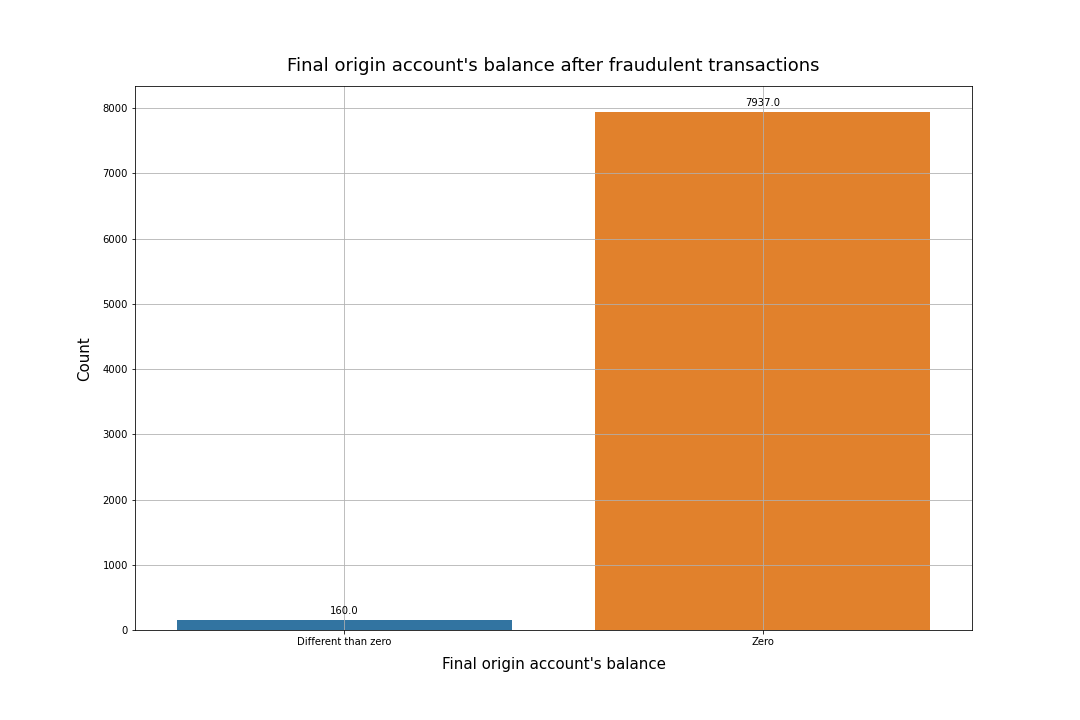 Final origin account's balance after fraudulent transactions
Count
8000
7000
6000
5000
4000
3000
2000
1000
0
7937.0
160.0
Different than zero
Zero
Final origin account's balance